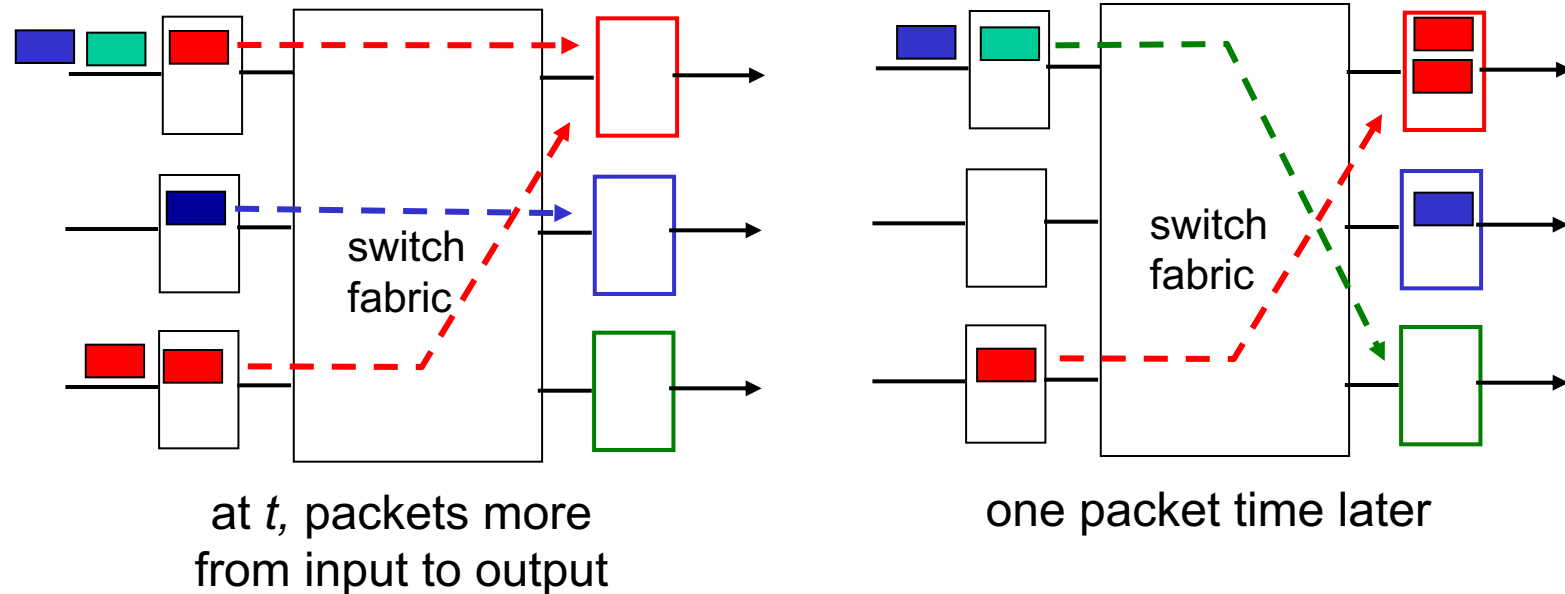 switch
fabric
switch
fabric
at t, packets more
from input to output
one packet time later